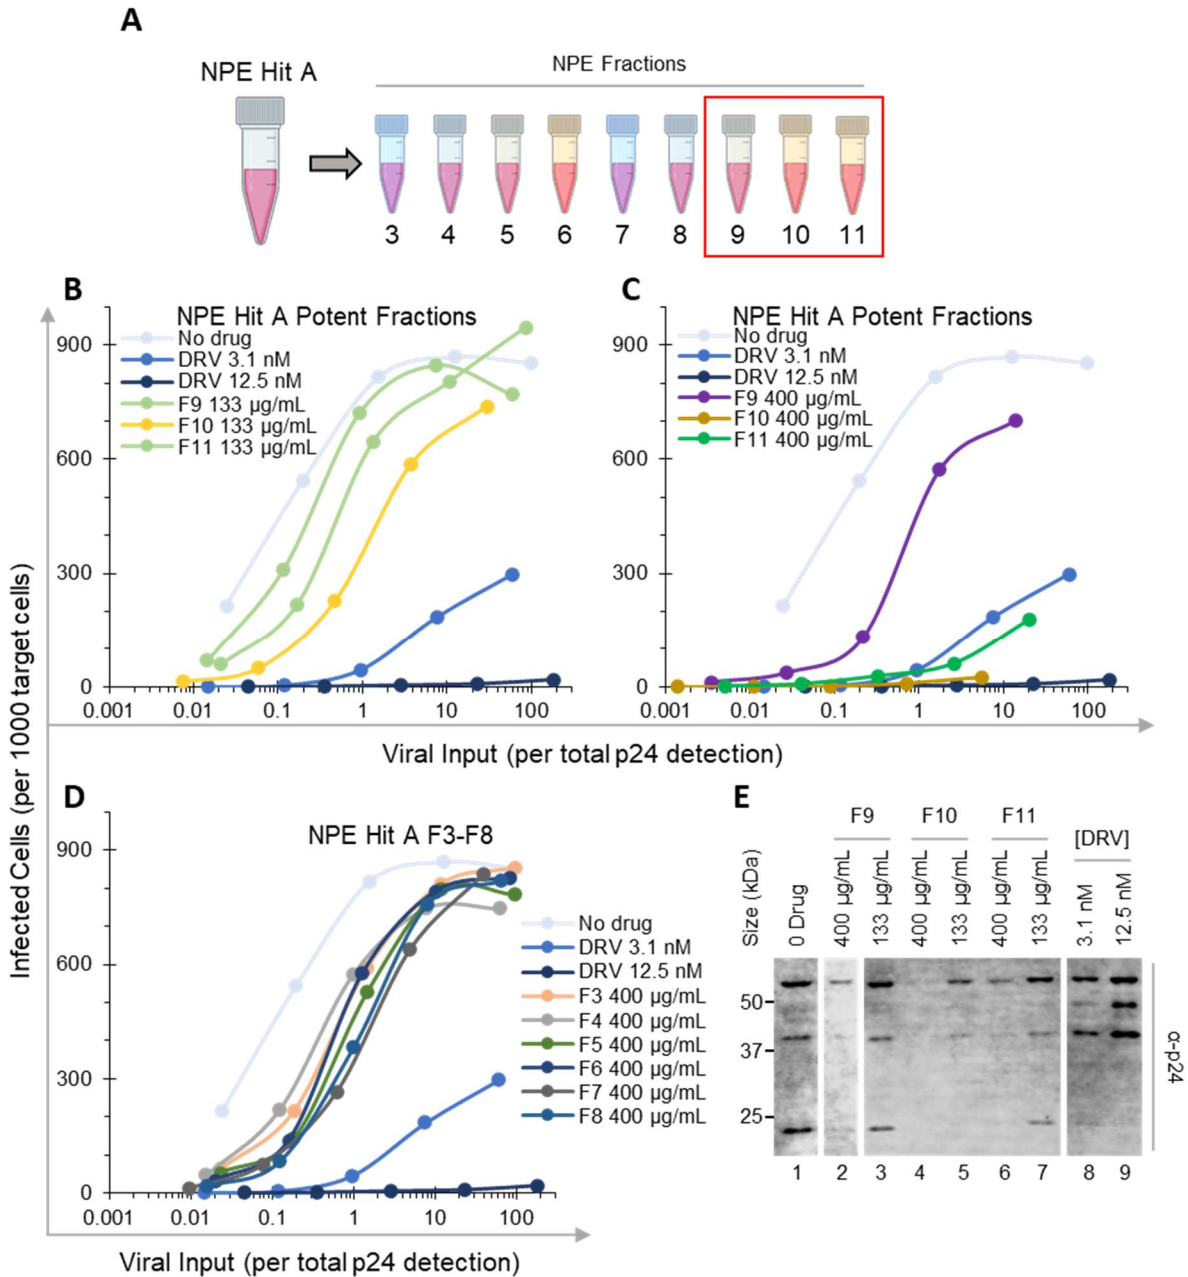 A
NPE Hit A
NPE Fractions
3 4 5 6 7 8 9 10 11
B
NPE Hit A Potent Fractions
No drug
DRV 3.1 nM
DRV 12.5 nM
F9 133 µg/mL
F10 133 µg/mL
F11 133 µg/mL
900
600
300
0
0.001 0.01 0.1 1 10 100
C
NPE Hit A Potent Fractions
No drug
DRV 3.1 nM
DRV 12.5 nM
F9 400 µg/mL
F10 400 µg/mL
F11 400 µg/mL
900
600
300
0
0.001 0.01 0.1 1 10 100
Viral Input (per total p24 detection)
Infected Cells (per 1000 target cells)
D
NPE Hit A F3-F8
900
600
300
0
0.001 0.01 0.1 1 10 100
No drug
DRV 3.1 nM
DRV 12.5 nM
F3 400 µg/mL
F4 400 µg/mL
F5 400 µg/mL
F6 400 µg/mL
F7 400 µg/mL
F8 400 µg/mL
Viral Input (per total p24 detection)
E
F9 F10 F11 [DRV]
Size (kDa)
0 Drug
400 µg/mL
133 µg/mL
400 µg/mL
133 µg/mL
400 µg/mL
133 µg/mL
3.1 nM
12.5 nM
50
37
25
α-p24
1 2 3 4 5 6 7 8 9